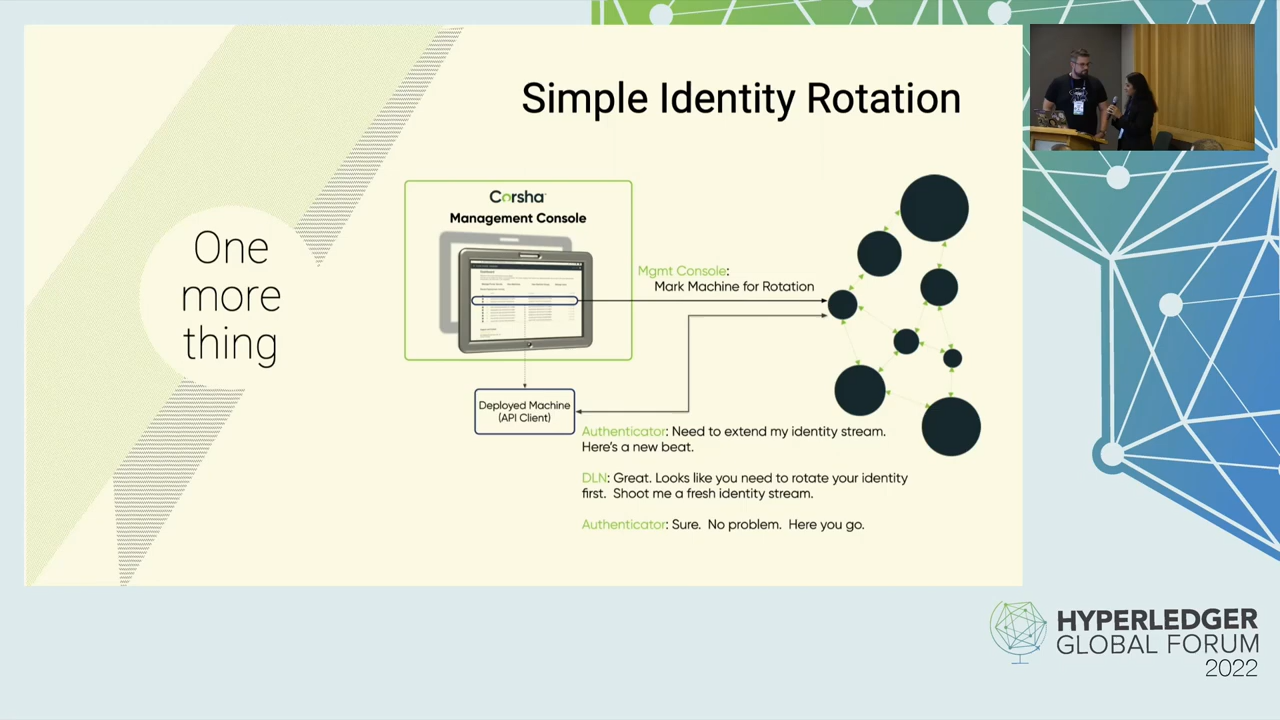 Simple Identity Rotation
One
more
thing
Corsha
Management Console
Mgmt Console:
Mark Machine for Rotation
Deployed Machine
(API Client)
Authenticator: Need to extend my identity stream.
Here's a new beat.
DLN: Great. Looks like you need to rotate your identity
first. Shoot me a fresh identity stream.
Authenticator: Sure. No problem. Here you go.
HYPERLEDGER
GLOBAL FORUM
2022